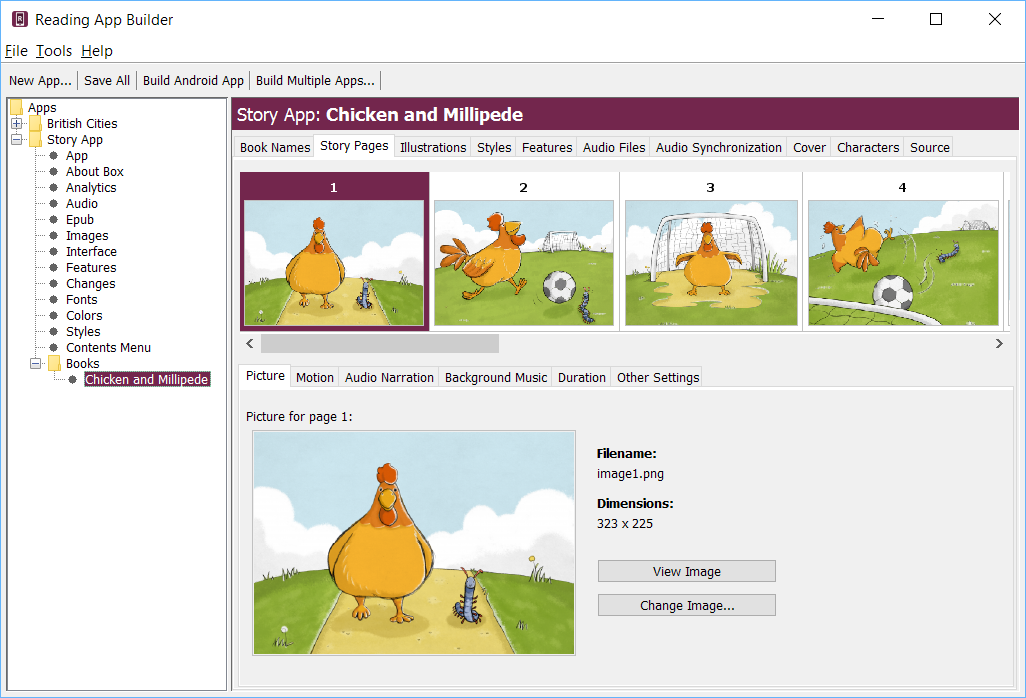 Reading App Builder
File Tools Help
New App... Save All Build Android App Build Multiple Apps...
Apps
British Cities
Story App
App
About Box
Analytics
Audio
Epub
Images
Interface
Features
Changes
Fonts
Colors
Styles
Contents Menu
Books
Chicken and Millipede
Story App: Chicken and Millipede
Book Names Story Pages Illustrations Styles Features Audio Files Audio Synchronization Cover Characters Source
1 2 3 4
Picture Motion Audio Narration Background Music Duration Other Settings
Picture for page 1:
Filename:
image1.png
Dimensions:
323 x 225
View Image
Change Image...